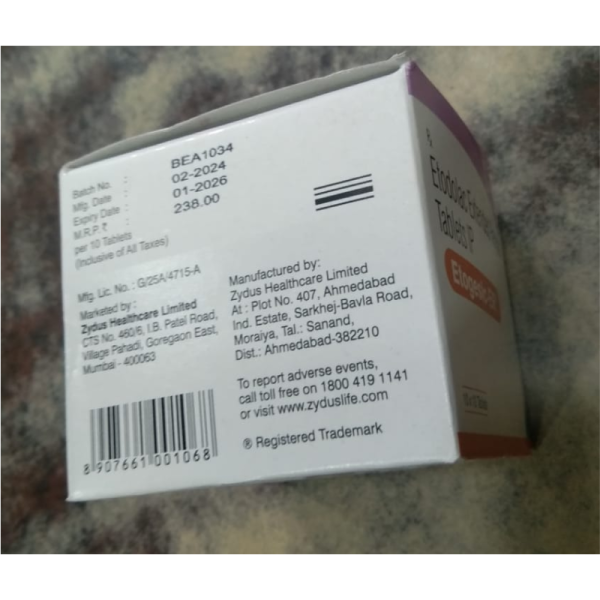 Batch No. : BEA1034
Mfg. Date : 02-2024
Expiry Date : 01-2026
M.R.P. ₹ : 238.00
per 10 Tablets
(Inclusive of All Taxes)
Mfg. Lic. No. : G/25A/4715-A
Marketed by :
Zydus Healthcare Limited
CTS No. 460/6, I.B. Patel Road,
Village Pahadi, Goregaon East,
Mumbai - 400063
8 907661 001068
Manufactured by:
Zydus Healthcare Limited
At : Plot No. 407, Ahmedabad
Ind. Estate, Sarkhej-Bavla Road,
Moraiya, Tal.: Sanand,
Dist.: Ahmedabad-382210
To report adverse events,
call toll free on 1800 419 1141
or visit www.zyduslife.com
® Registered Trademark
Etodolac
Tablets IP